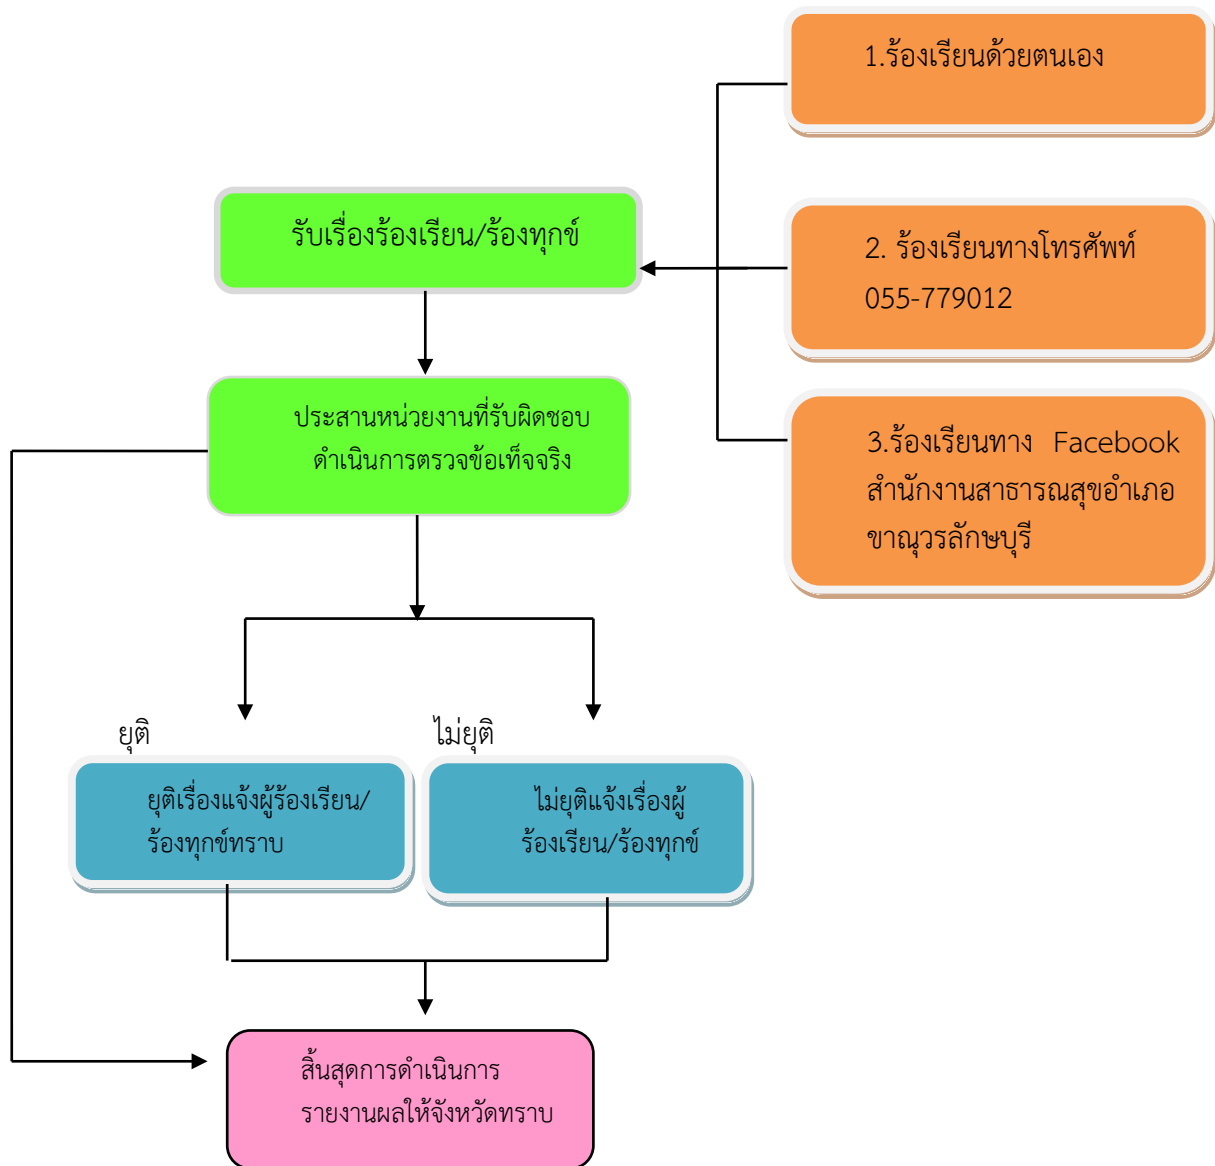 1.ร้องเรียนด้วยตนเอง
รับเรื่องร้องเรียน/ร้องทุกข์
2. ร้องเรียนทางโทรศัพท์
055-779012
ประสานหน่วยงานที่รับผิดชอบ
ดำเนินการตรวจข้อเท็จจริง
3.ร้องเรียนทาง Facebook
สำนักงานสาธารณสุขอำเภอ
ขาณุวรลักษบุรี
ยุติ
ไม่ยุติ
ยุติเรื่องแจ้งผู้ร้องเรียน/
ร้องทุกข์ทราบ
ไม่ยุติแจ้งเรื่องผู้
ร้องเรียน/ร้องทุกข์
สิ้นสุดการดำเนินการ
รายงานผลให้จังหวัดทราบ